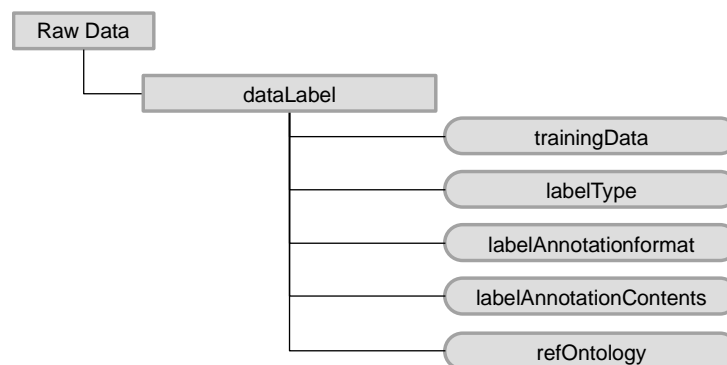 Raw Data
dataLabel
trainingData
labelType
labelAnnotationformat
labelAnnotationContents
refOntology